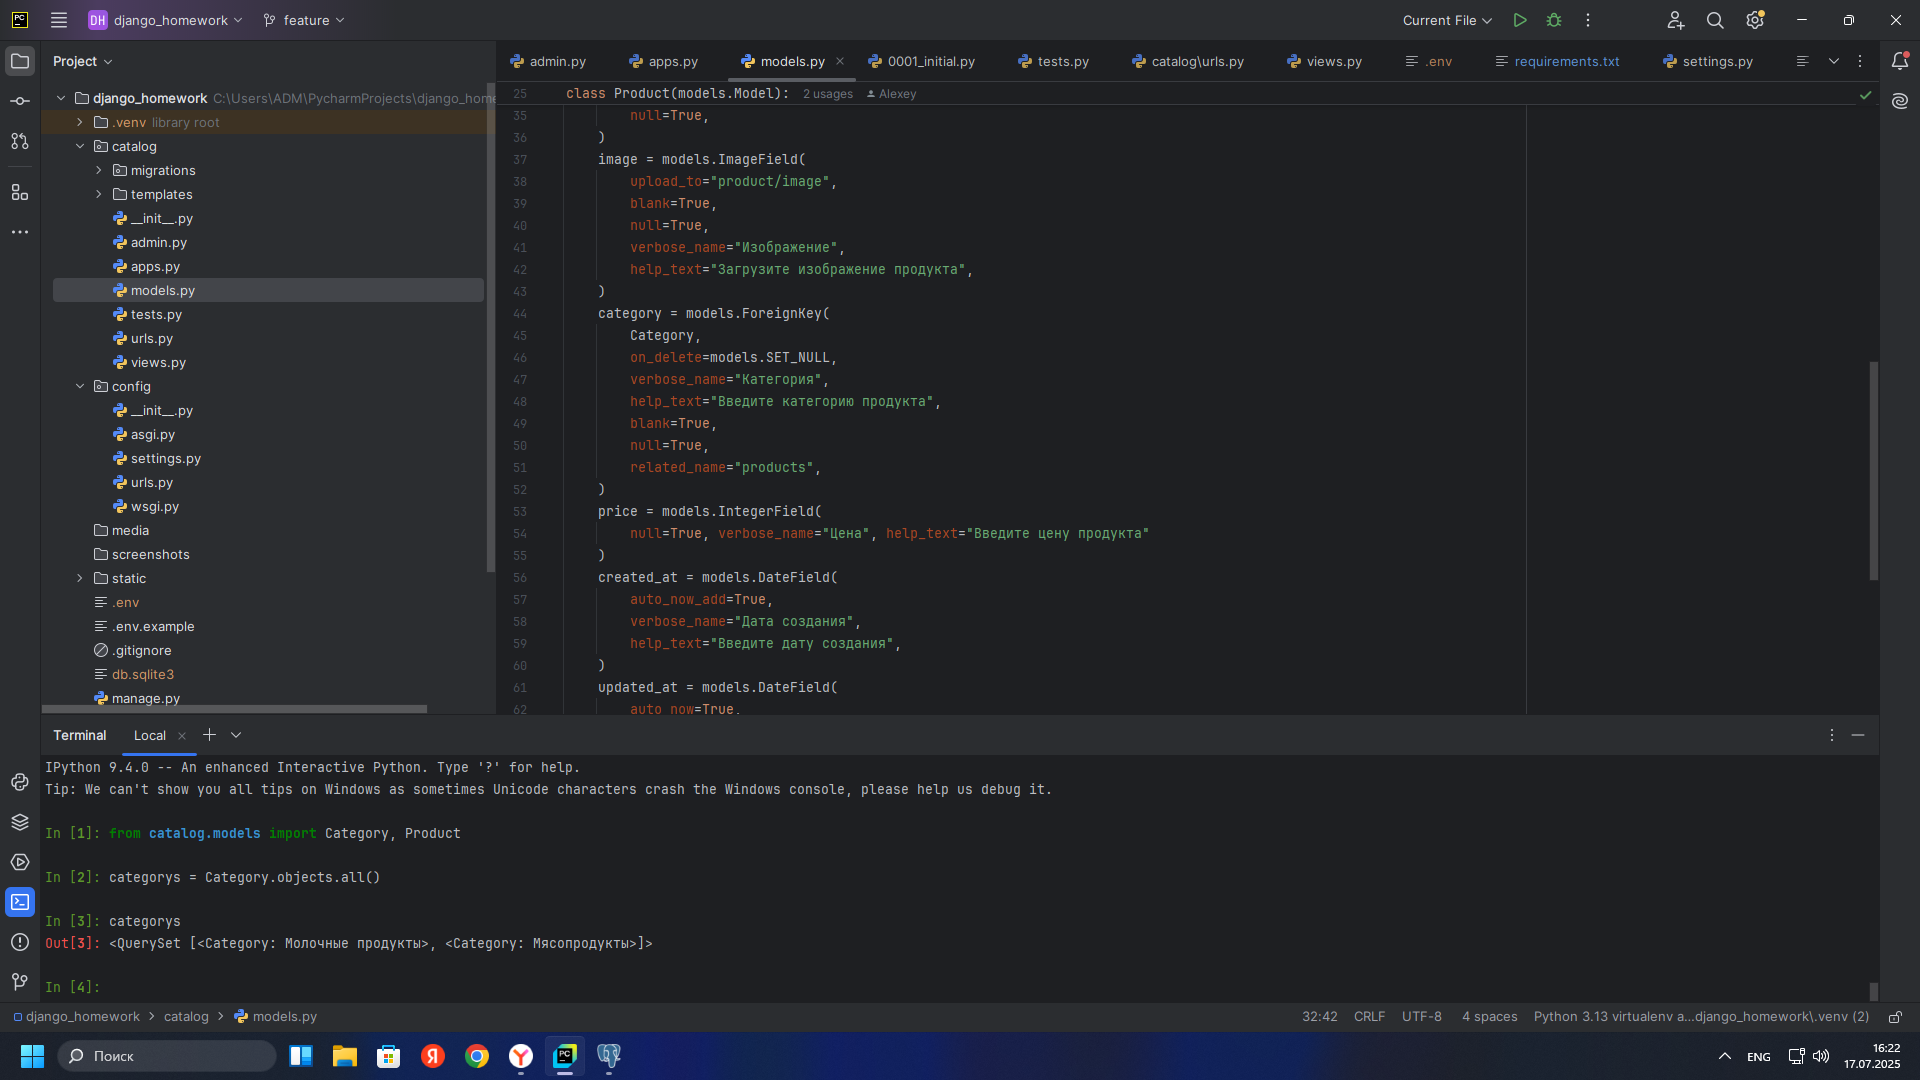 PC
DH django_homework
feature
Current File
Project
django_homework C:\Users\ADM\PycharmProjects\django_home
.venv library root
catalog
migrations
templates
__init__.py
admin.py
apps.py
models.py
tests.py
urls.py
views.py
config
__init__.py
asgi.py
settings.py
urls.py
wsgi.py
media
screenshots
static
.env
.env.example
.gitignore
db.sqlite3
manage.py
admin.py apps.py models.py 0001_initial.py tests.py catalog\urls.py views.py .env requirements.txt settings.py
25 class Product(models.Model): 2 usages Alexey
35 null=True,
36 )
37 image = models.ImageField(
38 upload_to="product/image",
39 blank=True,
40 null=True,
41 verbose_name="Изображение",
42 help_text="Загрузите изображение продукта",
43 )
44 category = models.ForeignKey(
45 Category,
46 on_delete=models.SET_NULL,
47 verbose_name="Категория",
48 help_text="Введите категорию продукта",
49 blank=True,
50 null=True,
51 related_name="products",
52 )
53 price = models.IntegerField(
54 null=True, verbose_name="Цена", help_text="Введите цену продукта"
55 )
56 created_at = models.DateField(
57 auto_now_add=True,
58 verbose_name="Дата создания",
59 help_text="Введите дату создания",
60 )
61 updated_at = models.DateField(
62 auto_now=True,
Terminal Local
IPython 9.4.0 -- An enhanced Interactive Python. Type '?' for help.
Tip: We can't show you all tips on Windows as sometimes Unicode characters crash the Windows console, please help us debug it.
In [1]: from catalog.models import Category, Product
In [2]: categorys = Category.objects.all()
In [3]: categorys
Out[3]: <QuerySet [<Category: Молочные продукты>, <Category: Мясопродукты>]>
In [4]:
django_homework > catalog > models.py
32:42 CRLF UTF-8 4 spaces Python 3.13 virtualenv a...django_homework\.venv (2)
Поиск
Я
Y
PC
ENG
16:22
17.07.2025